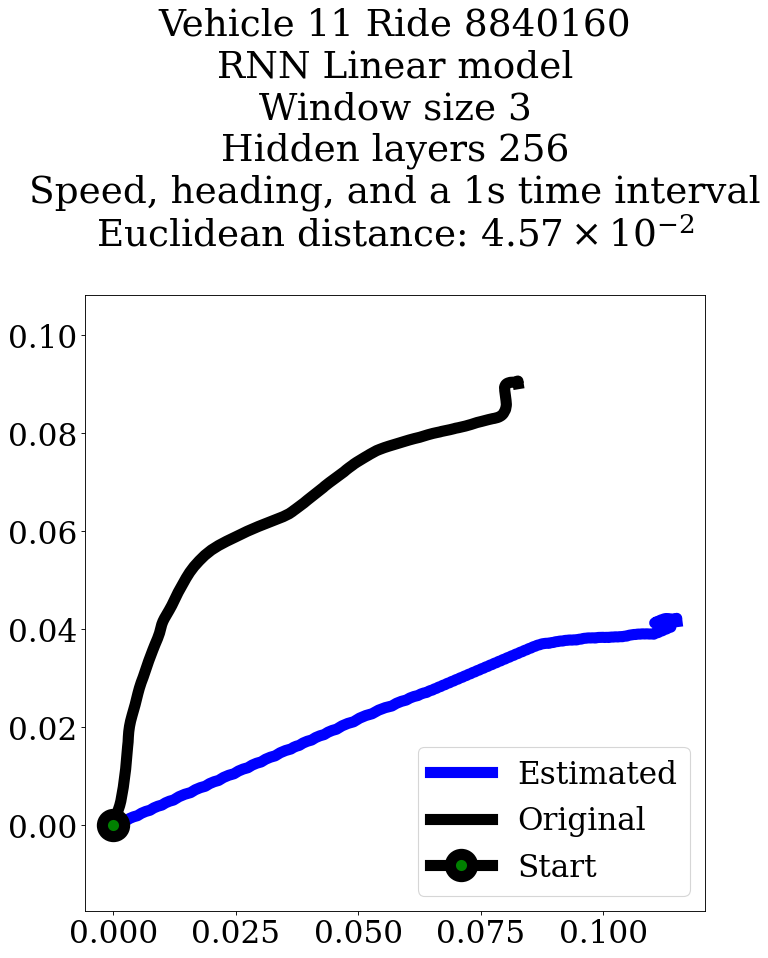 Vehicle 11 Ride 8840160
RNN Linear model
Window size 3
Hidden layers 256
Speed, heading, and a 1s time interval
Euclidean distance: 4.57 × 10⁻²
0.10
0.08
0.06
0.04
0.02
0.00
Estimated
Original
Start
0.000 0.025 0.050 0.075 0.100